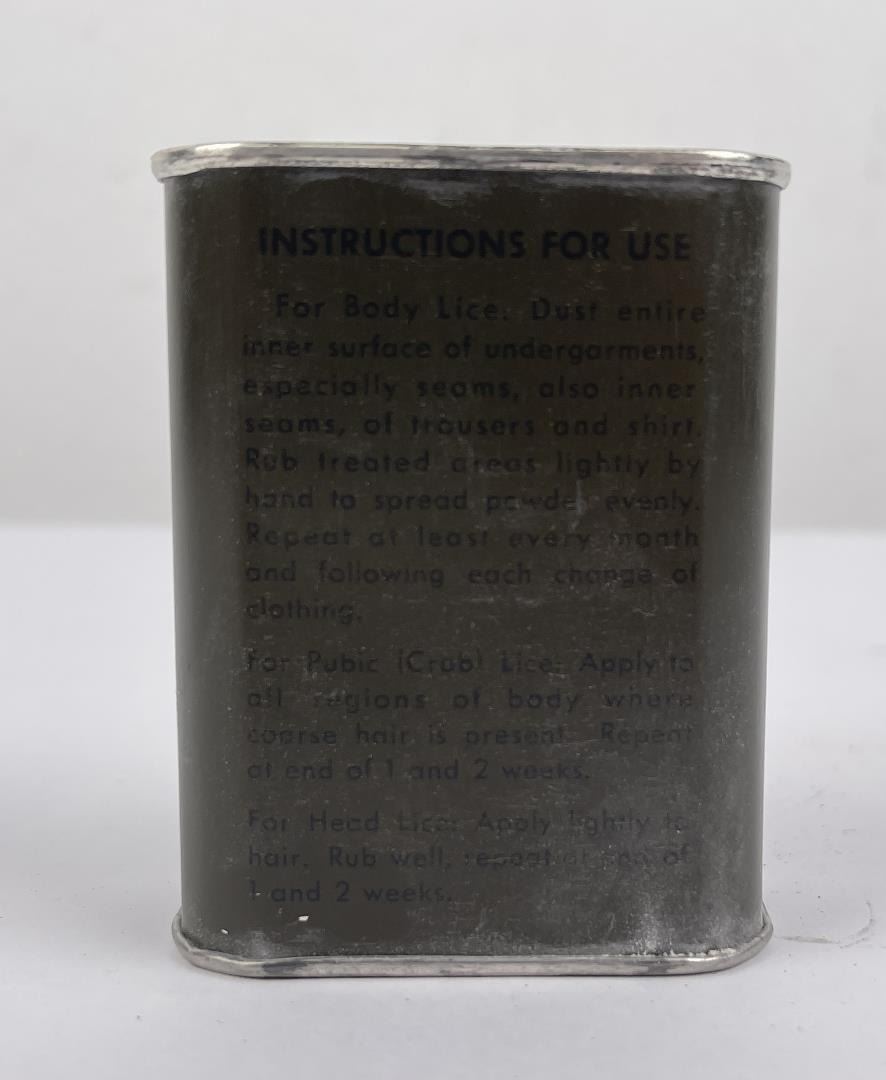 INSTRUCTIONS FOR USE
For Body Lice: Dust entire
inner surface of undergarments,
especially seams, also inner
seams, of trousers and shirt.
Rub treated areas lightly by
hand to spread powder evenly.
Repeat at least every month
and following each change of
clothing.
For Pubic (Crab) Lice: Apply to
all regions of body where
coarse hair is present. Repeat
at end of 1 and 2 weeks.
For Head Lice: Apply lightly to
hair. Rub well, repeat at end of
1 and 2 weeks.